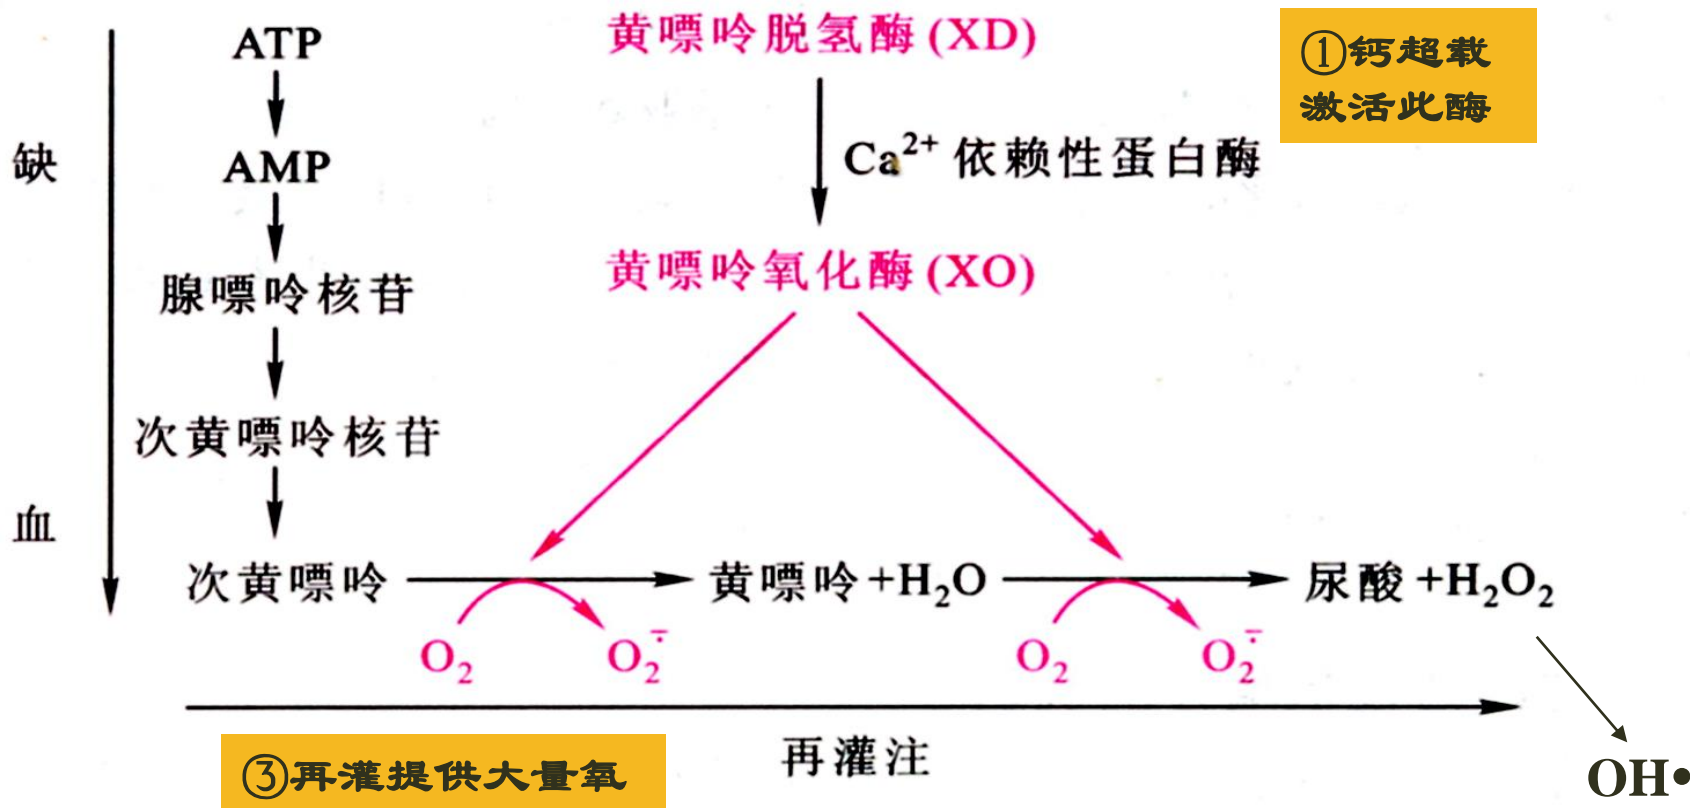 ATP
黄嘌呤脱氢酶(XD)
①钙超载
激活此酶
缺
AMP
Ca²⁺ 依赖性蛋白酶
腺嘌呤核苷
黄嘌呤氧化酶(XO)
次黄嘌呤核苷
血
次黄嘌呤
黄嘌呤+H₂O
尿酸+H₂O₂
O₂
O₂⨪
O₂
O₂⨪
再灌注
③再灌提供大量氧
OH•